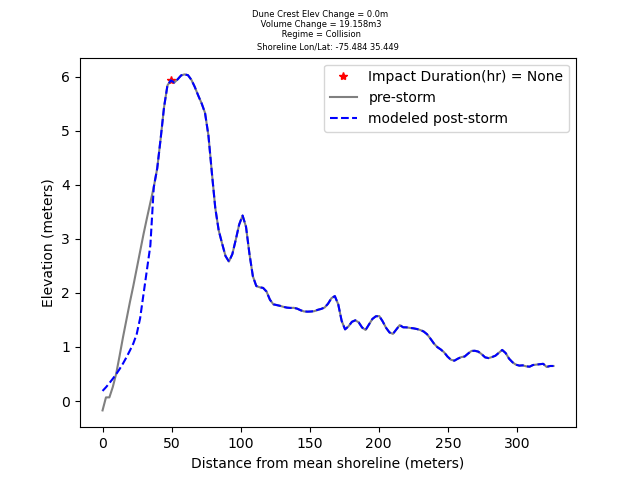 Dune Crest Elev Change = 0.0m
Volume Change = 19.158m3
Regime = Collision
Shoreline Lon/Lat: -75.484 35.449
Impact Duration(hr) = None
pre-storm
modeled post-storm
6
5
4
3
2
1
0
Elevation (meters)
0 50 100 150 200 250 300
Distance from mean shoreline (meters)